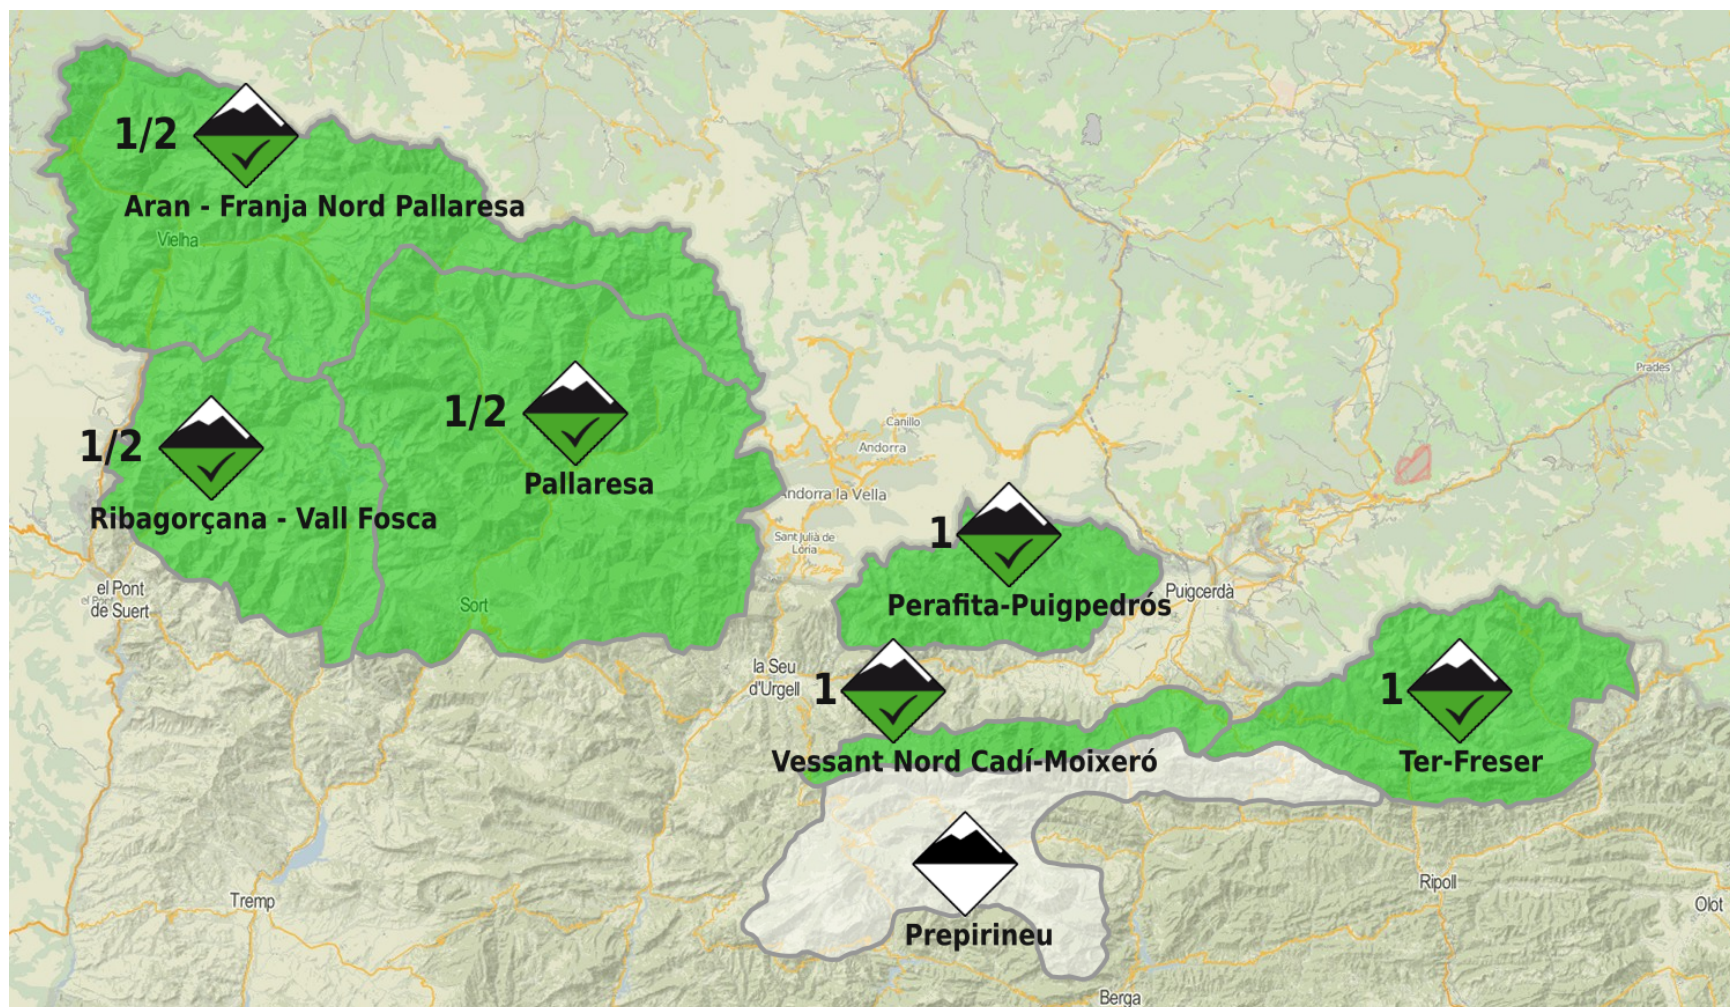 1/2
Aran - Franja Nord Pallaresa
Vielha
Prades
1/2
Pallaresa
Canillo
Andorra
Andorra la Vella
1/2
Ribagorçana - Vall Fosca
1
Perafita-Puigpedrós
Sant Julià de
Lòria
el Pont
de Suert
Sort
Puigcerdà
la Seu
d'Urgell
1
Vessant Nord Cadí-Moixeró
1
Ter-Freser
Prepirineu
Tremp
Ripoll
Olot
Berga